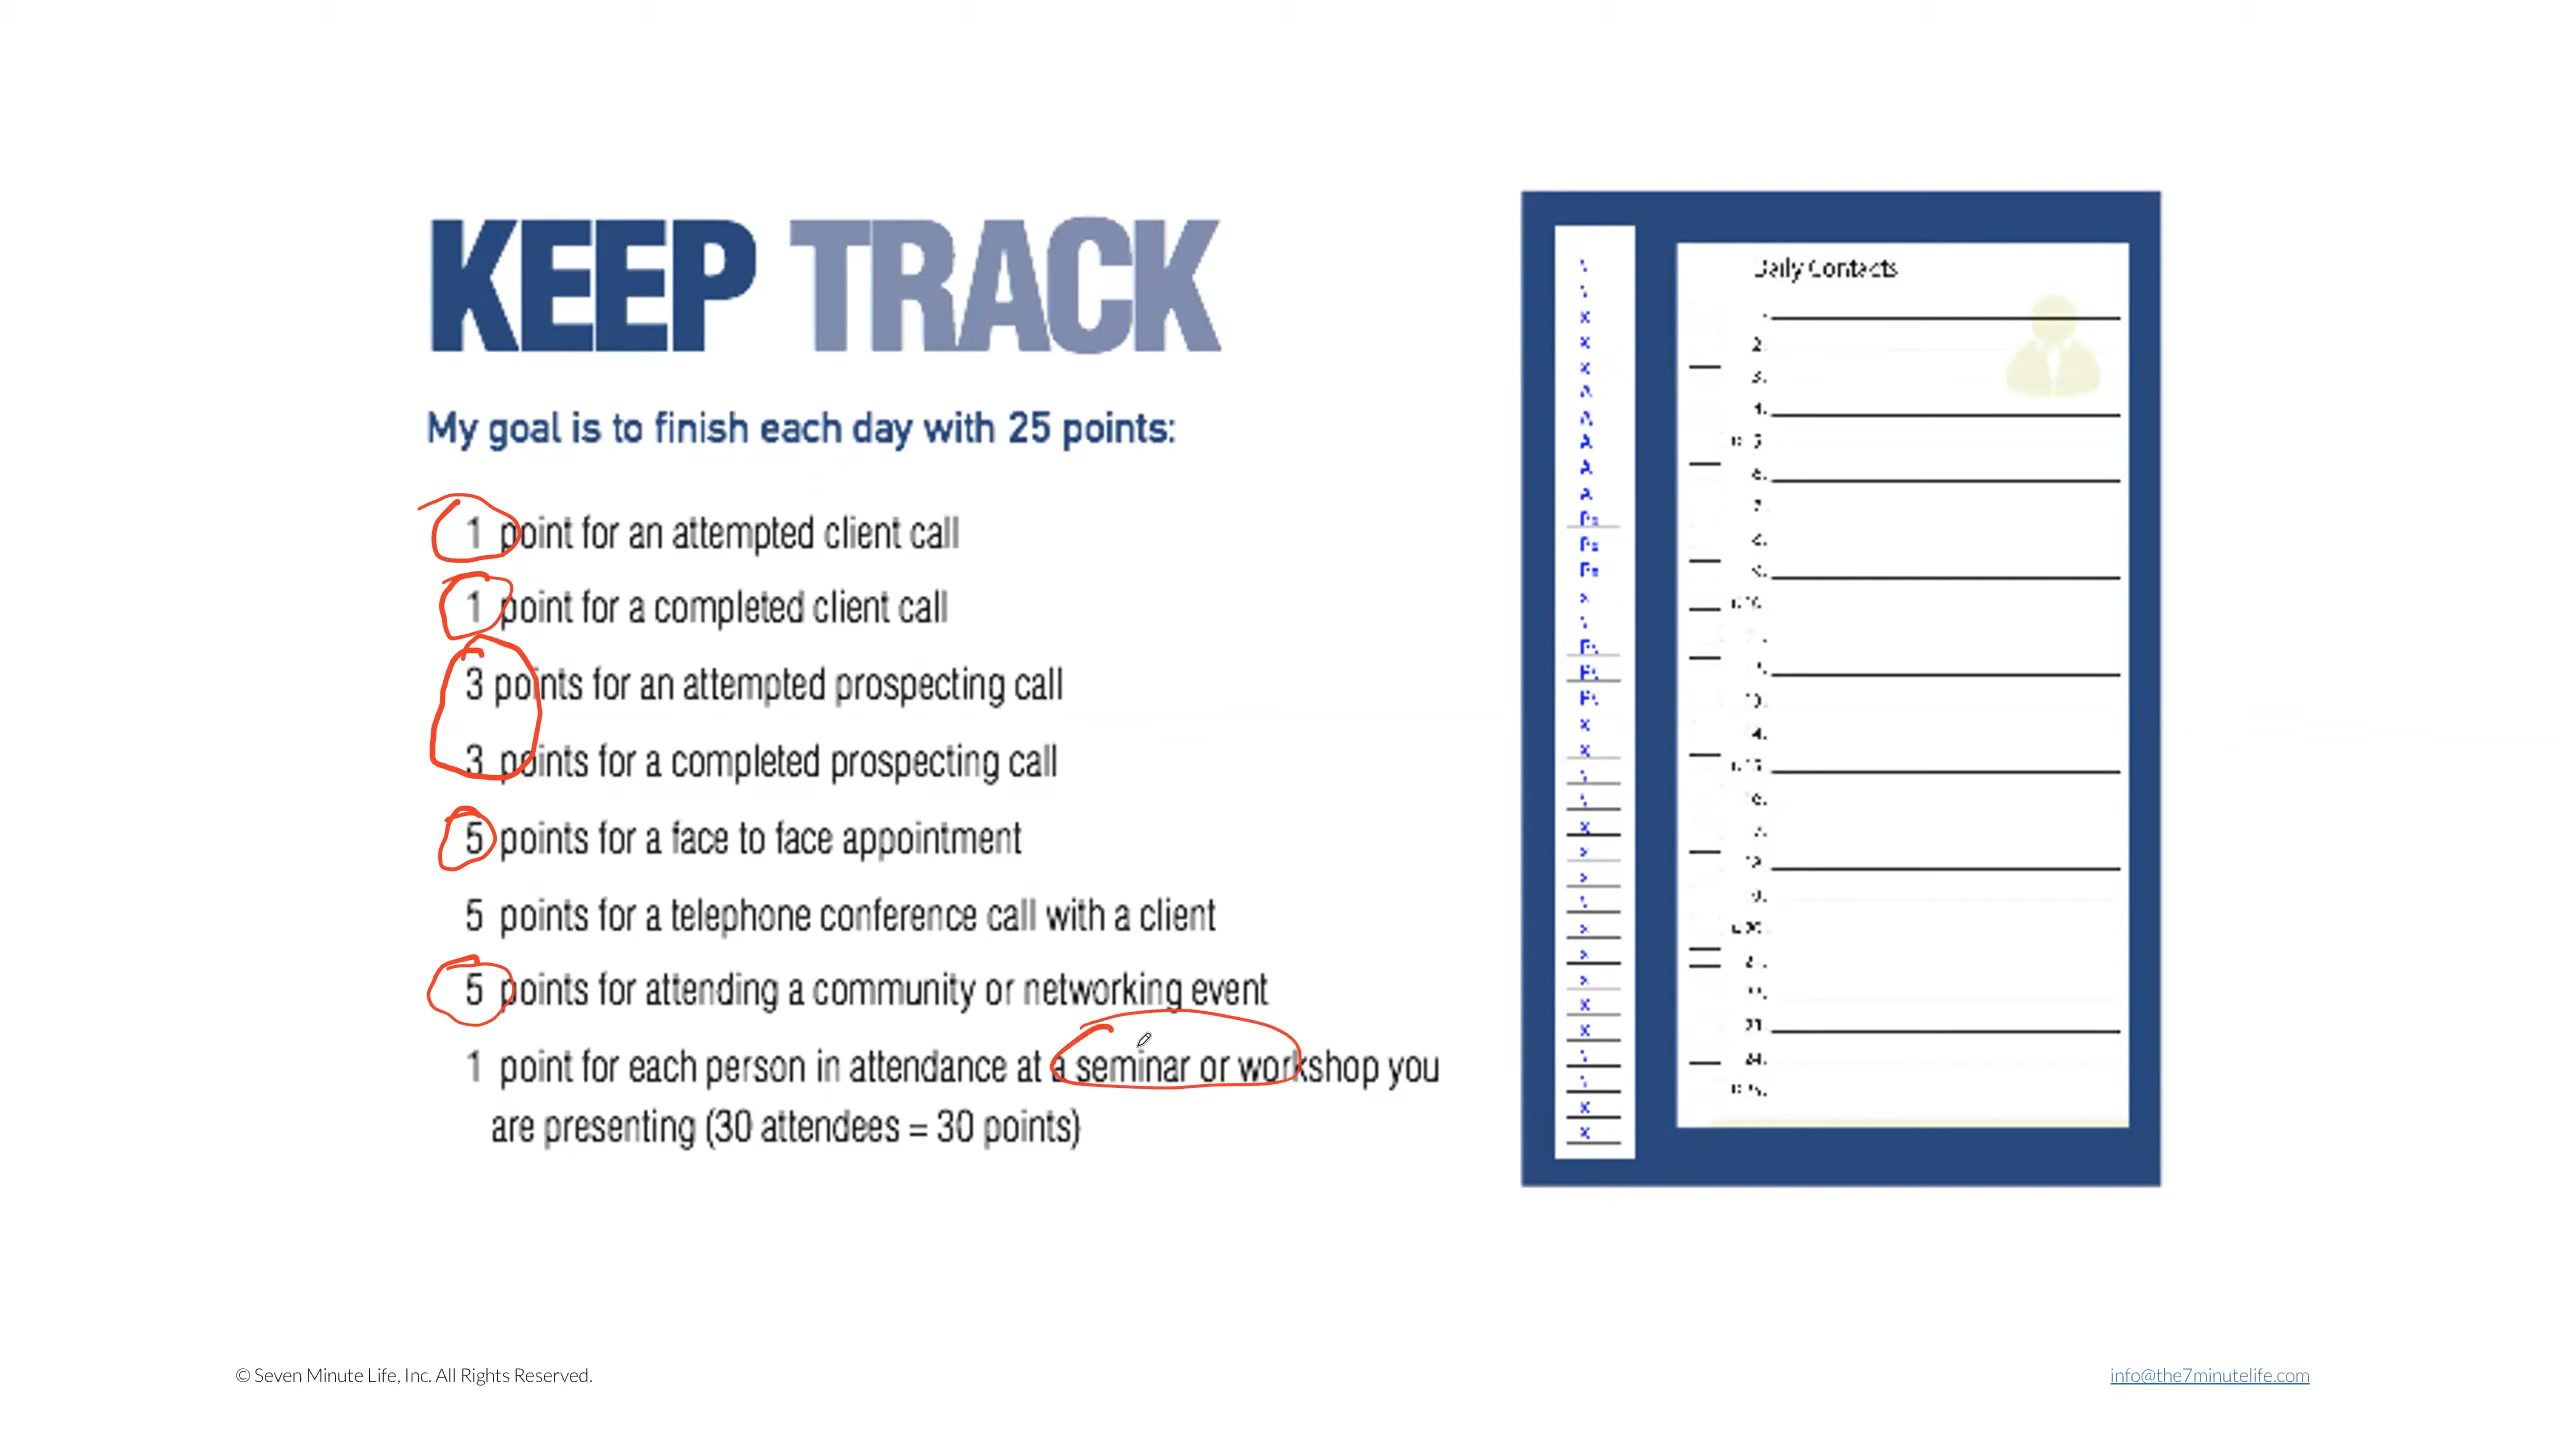 KEEP TRACK
My goal is to finish each day with 25 points:
1 point for an attempted client call
1 point for a completed client call
3 points for an attempted prospecting call
3 points for a completed prospecting call
5 points for a face to face appointment
5 points for a telephone conference call with a client
5 points for attending a community or networking event
1 point for each person in attendance at a seminar or workshop you
are presenting (30 attendees = 30 points)
Daily Contacts
© Seven Minute Life, Inc. All Rights Reserved.
info@the7minutelife.com